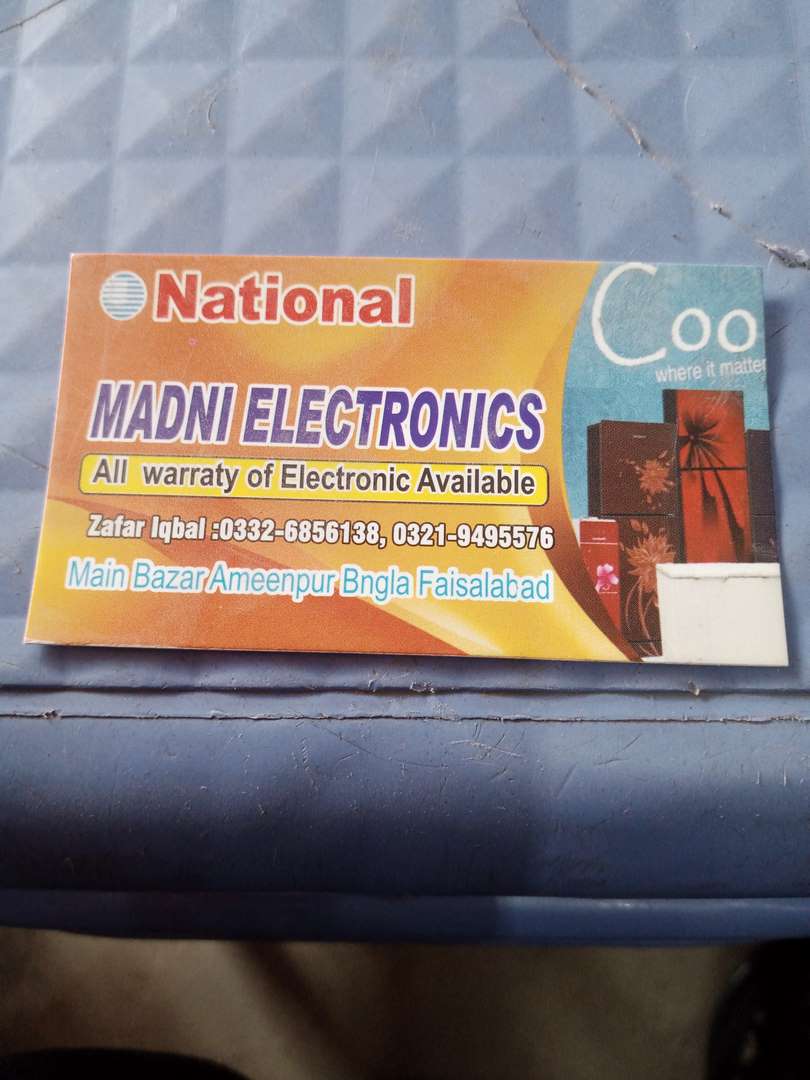 National
MADNI ELECTRONICS
All warraty of Electronic Available
Zafar Iqbal :0332-6856138, 0321-9495576
Main Bazar Ameenpur Bngla Faisalabad
Coo
where it matter